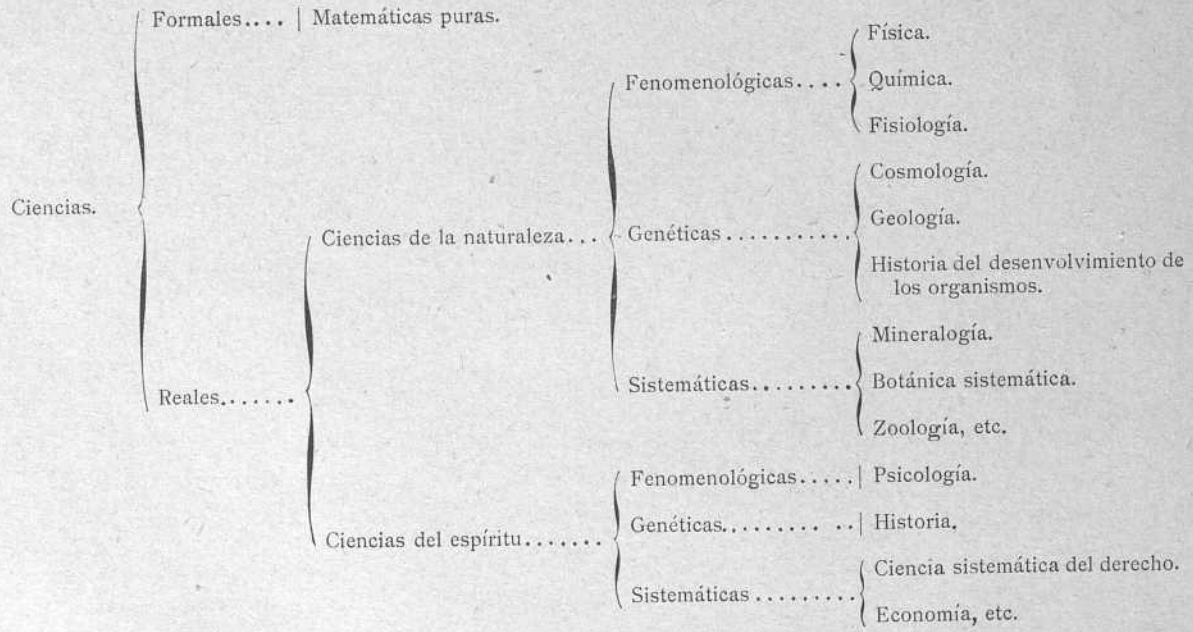 Formales.... | Matemáticas puras.
Física.
Fenomenológicas....
Química.
Fisiología.
Cosmología.
Ciencias.
Geología.
Ciencias de la naturaleza...
Genéticas...........
Historia del desenvolvimiento de
los organismos.
Mineralogía.
Reales.......
Sistemáticas.........
Botánica sistemática.
Zoología, etc.
Fenomenológicas.....| Psicología.
Genéticas......... ..| Historia.
Ciencias del espíritu.......
Ciencia sistemática del derecho.
Sistemáticas .........
Economía, etc.